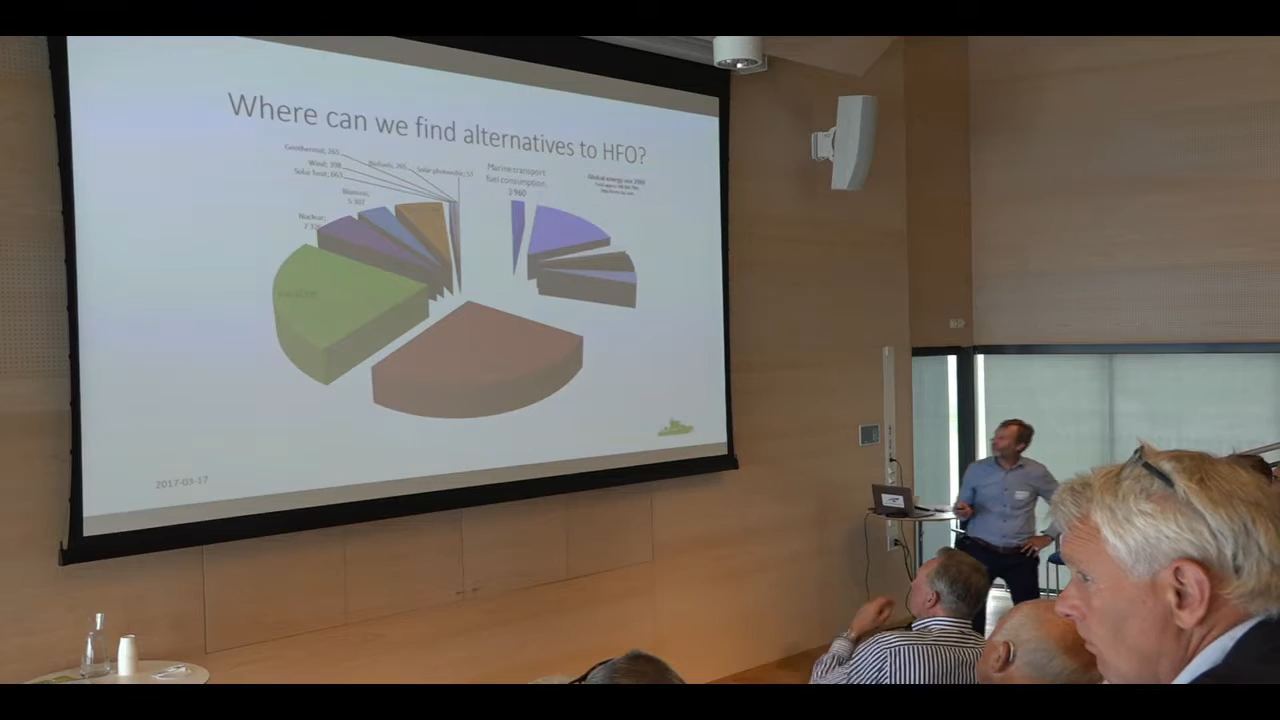 Where can we find alternatives to HFO?
Geothermal, 265
Wind; 398
Solar heat; 663
Biofuels, 265
Solar photovoltaic; 53
Marine transport
fuel consumption
3 960
Global energy use
Biomass,
5 307
Nuclear;
2017-03-17